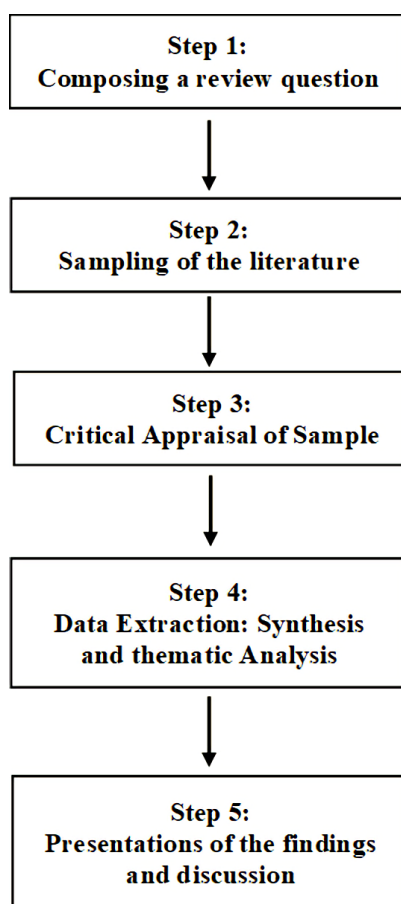 Step 1:
Composing a review question
Step 2:
Sampling of the literature
Step 3:
Critical Appraisal of Sample
Step 4:
Data Extraction: Synthesis
and thematic Analysis
Step 5:
Presentations of the findings
and discussion